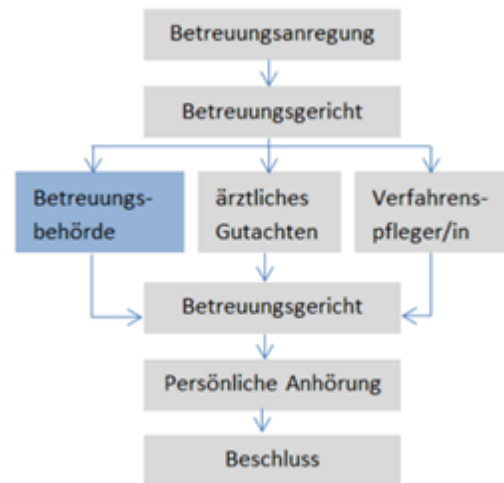 Betreuungsanregung
Betreuungsgericht
Betreuungs-
behörde
ärztliches
Gutachten
Verfahrens-
pfleger/in
Betreuungsgericht
Persönliche Anhörung
Beschluss